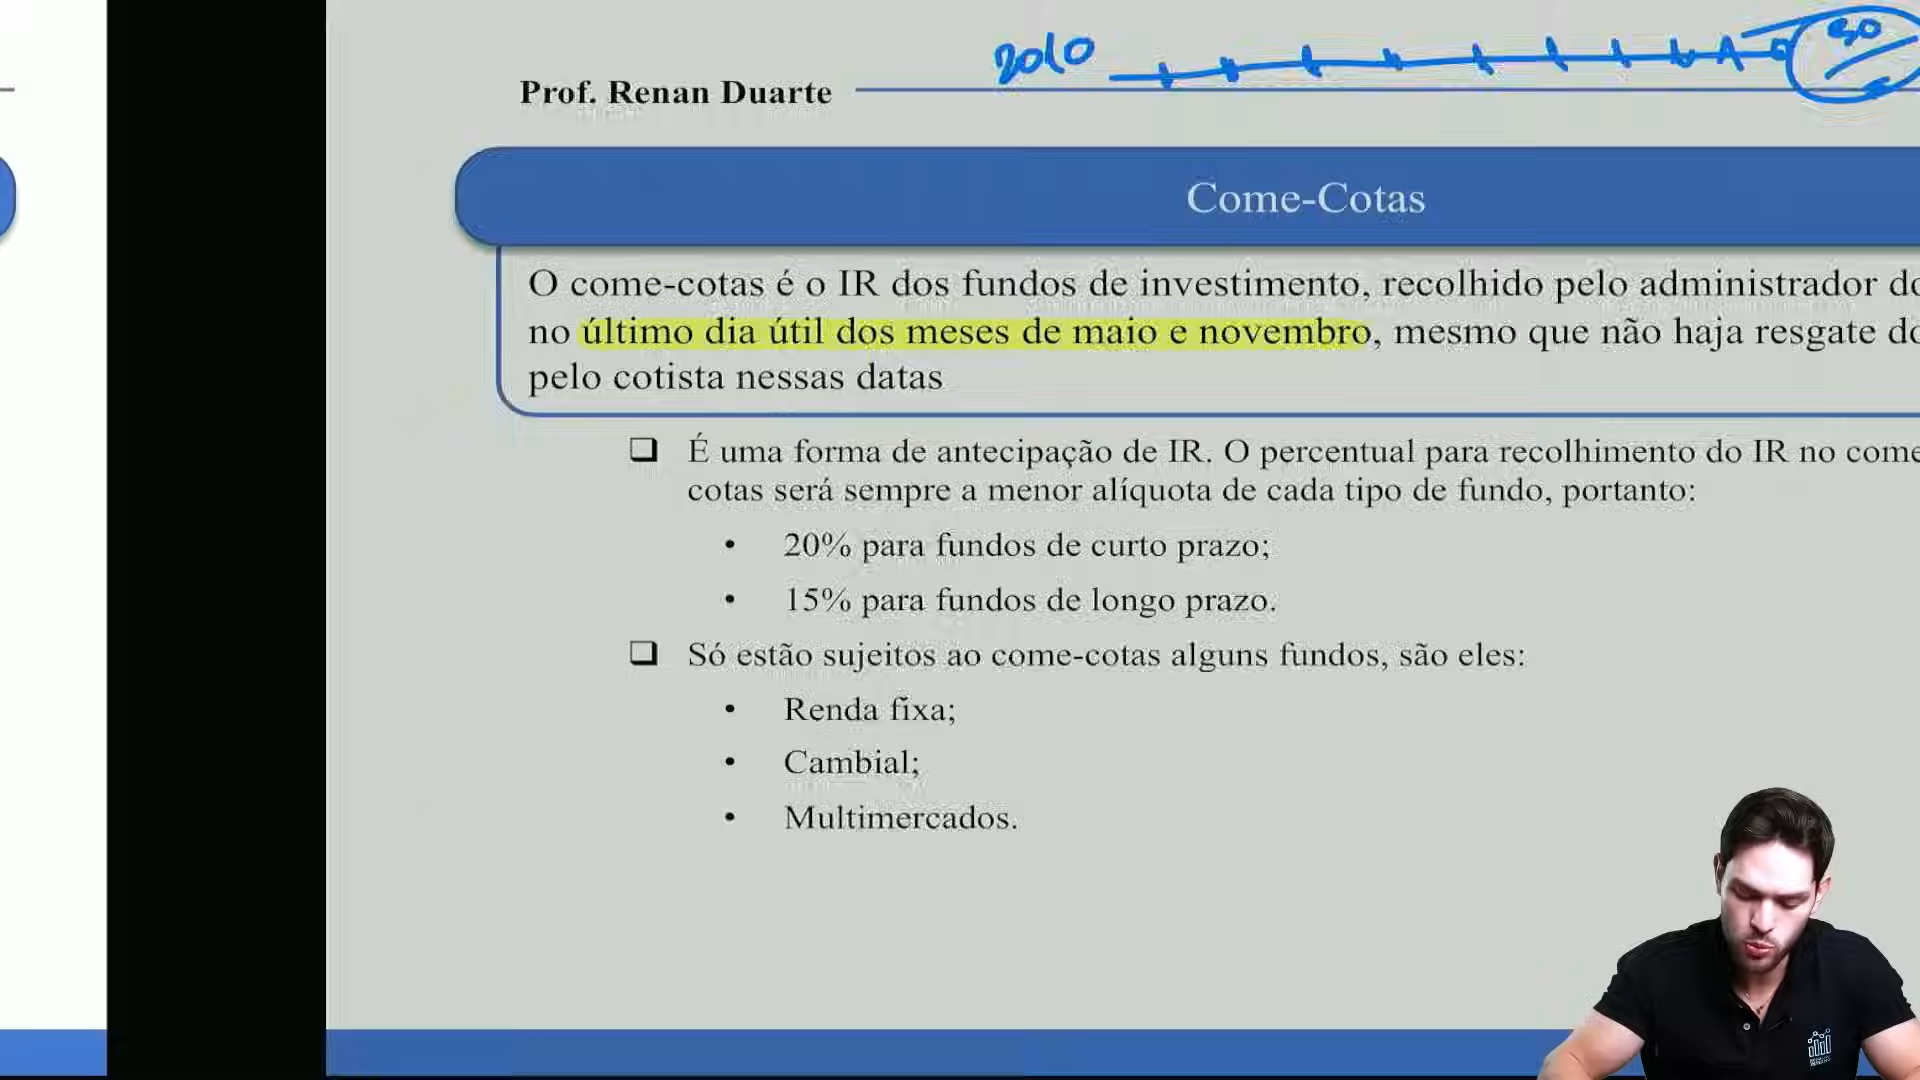 2010
30
Prof. Renan Duarte
Come-Cotas
O come-cotas é o IR dos fundos de investimento, recolhido pelo administrador do
no último dia útil dos meses de maio e novembro, mesmo que não haja resgate do
pelo cotista nessas datas
❑ É uma forma de antecipação de IR. O percentual para recolhimento do IR no come
cotas será sempre a menor alíquota de cada tipo de fundo, portanto:
• 20% para fundos de curto prazo;
• 15% para fundos de longo prazo.
❑ Só estão sujeitos ao come-cotas alguns fundos, são eles:
• Renda fixa;
• Cambial;
• Multimercados.